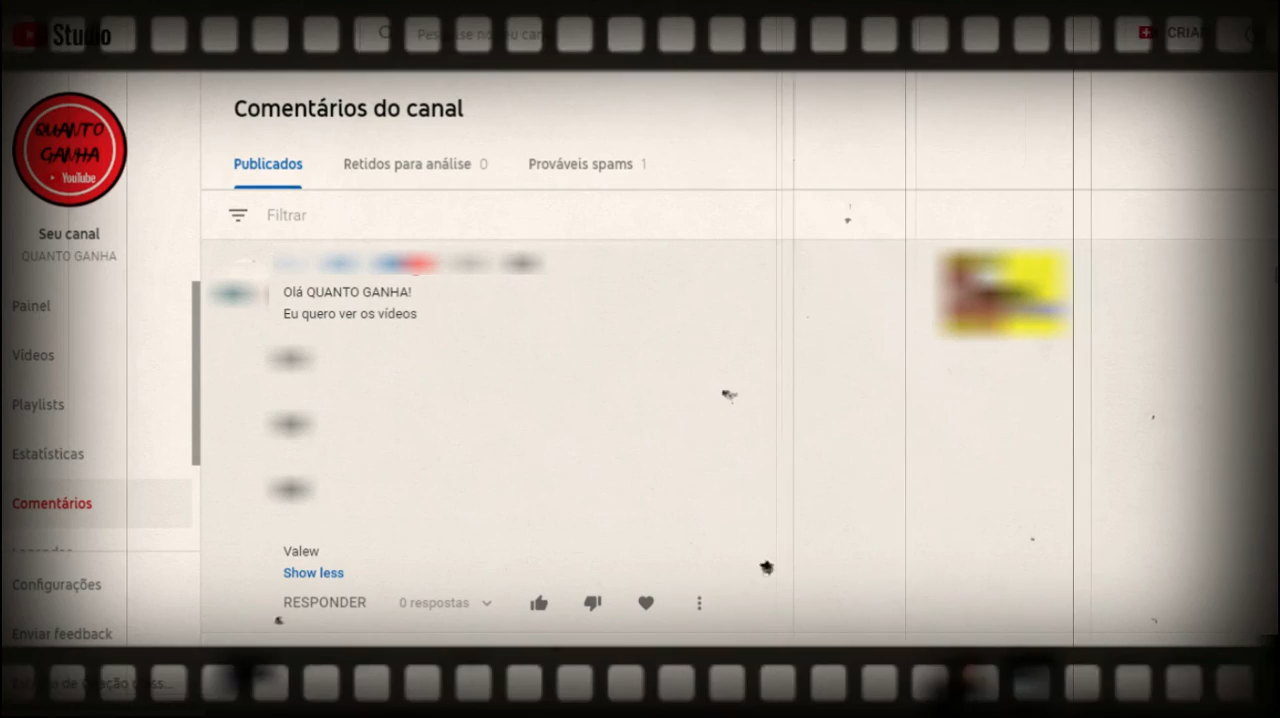 Studio
CRIAR
QUANTO
GANHA
YouTube
Seu canal
QUANTO GANHA
Painel
Vídeos
Playlists
Estatísticas
Comentários
Configurações
Enviar feedback
Comentários do canal
Publicados
Retidos para análise 0
Prováveis spams 1
Filtrar
Olá QUANTO GANHA!
Eu quero ver os vídeos
Valew
Show less
RESPONDER
0 respostas